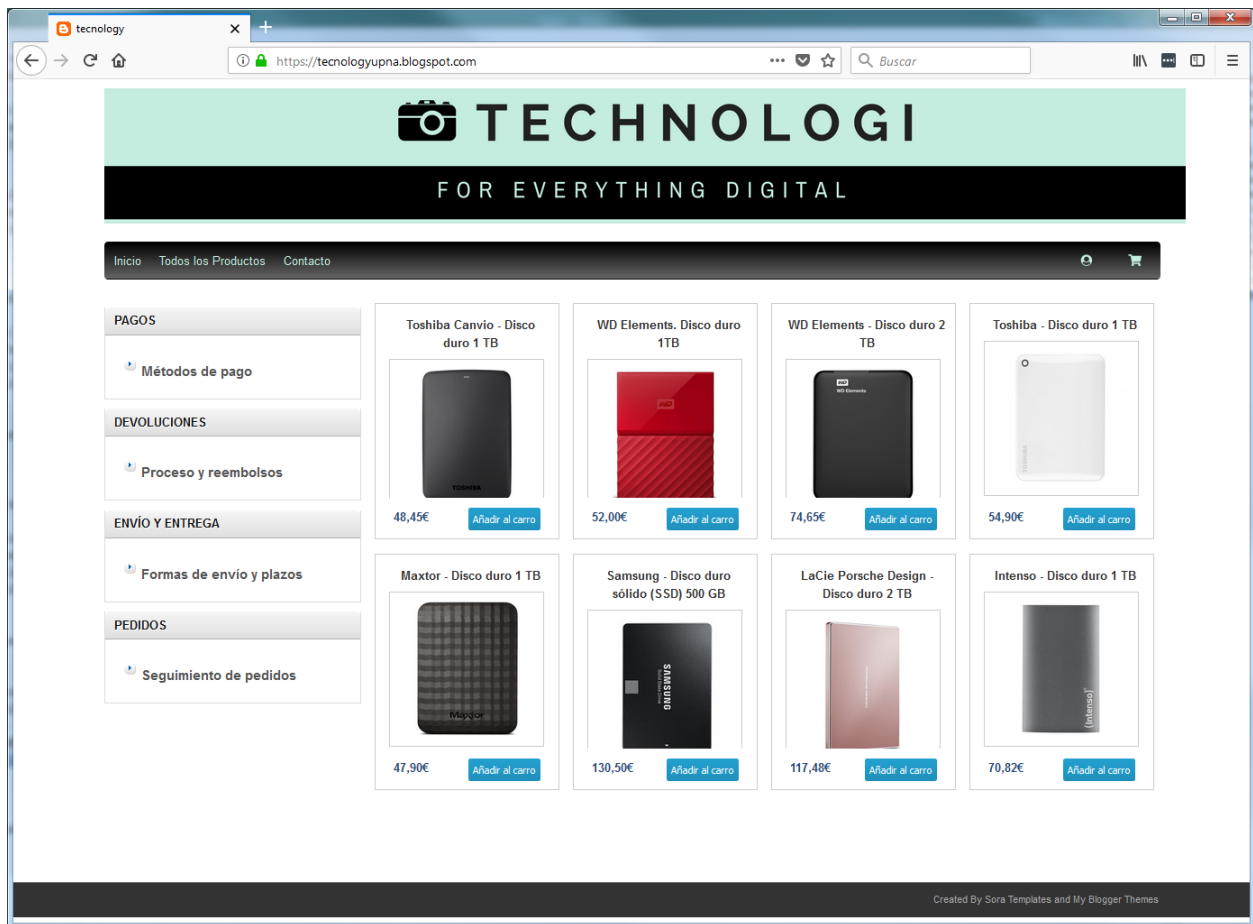 tecnology
https://tecnologyupna.blogspot.com
Buscar
TECHNOLOGI
FOR EVERYTHING DIGITAL
Inicio Todos los Productos Contacto
PAGOS
Métodos de pago
DEVOLUCIONES
Proceso y reembolsos
ENVÍO Y ENTREGA
Formas de envío y plazos
PEDIDOS
Seguimiento de pedidos
Toshiba Canvio - Disco
duro 1 TB
TOSHIBA
48,45€ Añadir al carro
WD Elements. Disco duro
1TB
WD
52,00€ Añadir al carro
WD Elements - Disco duro 2
TB
WD
WD Elements
74,65€ Añadir al carro
Toshiba - Disco duro 1 TB
TOSHIBA
54,90€ Añadir al carro
Maxtor - Disco duro 1 TB
Maxtor
47,90€ Añadir al carro
Samsung - Disco duro
sólido (SSD) 500 GB
SAMSUNG
Solid State Drive
130,50€ Añadir al carro
LaCie Porsche Design -
Disco duro 2 TB
117,48€ Añadir al carro
Intenso - Disco duro 1 TB
(intenso)
70,82€ Añadir al carro
Created By Sora Templates and My Blogger Themes